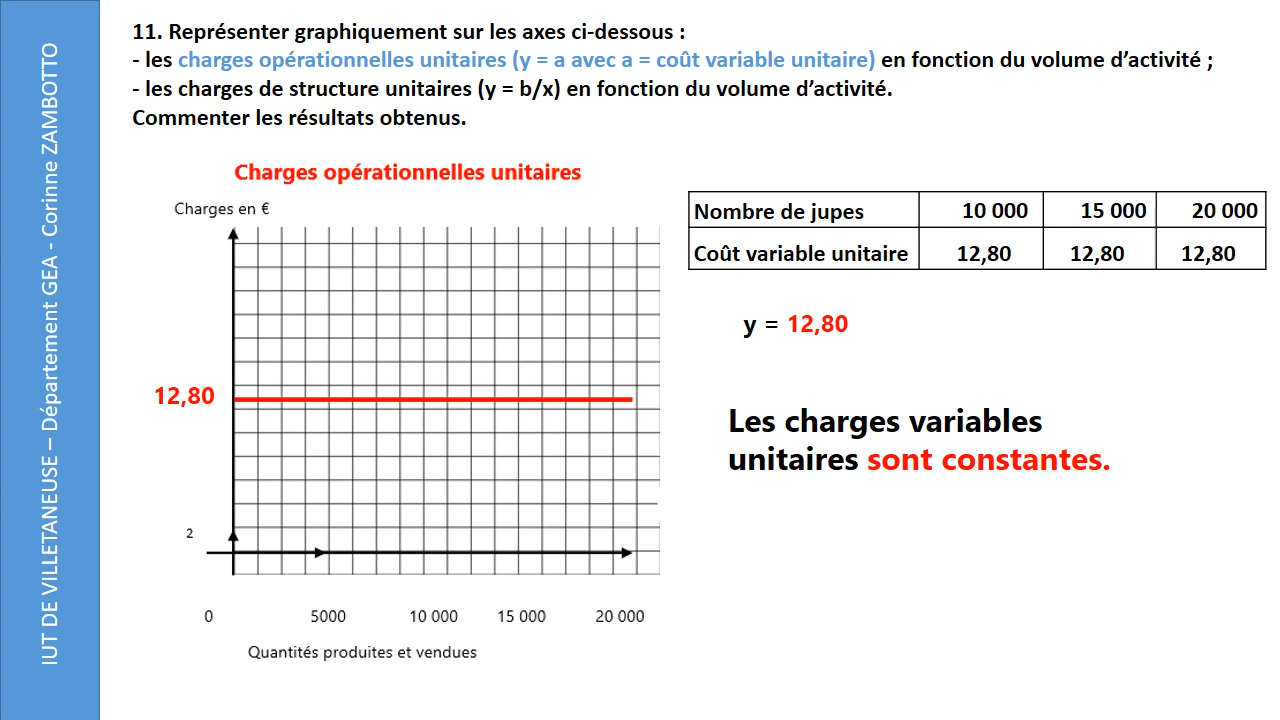 IUT DE VILLETANEUSE – Département GEA - Corinne ZAMBOTTO
11. Représenter graphiquement sur les axes ci-dessous :
- les charges opérationnelles unitaires (y = a avec a = coût variable unitaire) en fonction du volume d’activité ;
- les charges de structure unitaires (y = b/x) en fonction du volume d’activité.
Commenter les résultats obtenus.
Charges opérationnelles unitaires
Charges en €
12,80
2
0 5000 10 000 15 000 20 000
Quantités produites et vendues
Nombre de jupes 10 000 15 000 20 000
Coût variable unitaire 12,80 12,80 12,80
y = 12,80
Les charges variables
unitaires sont constantes.